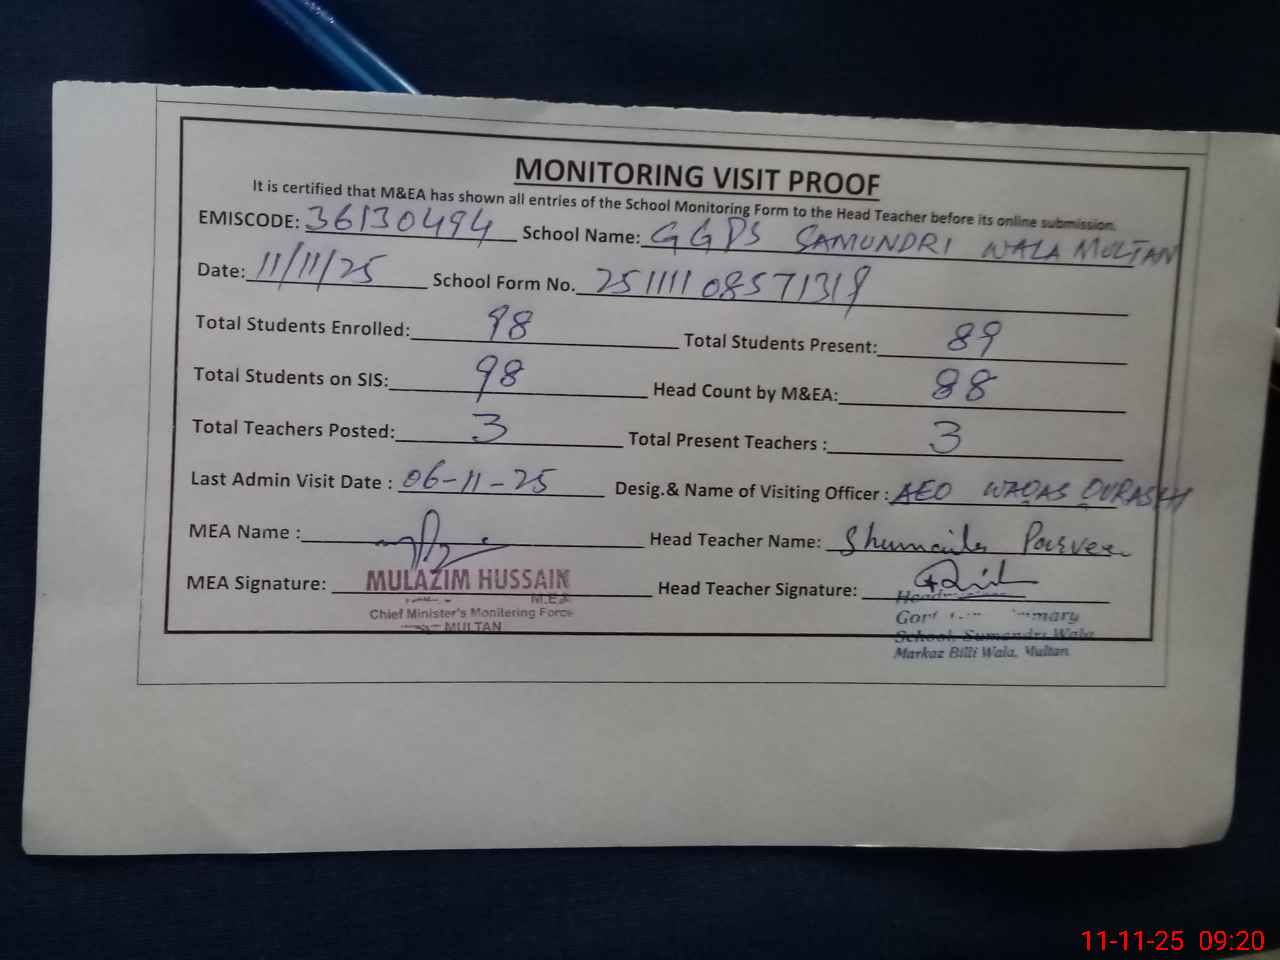 MONITORING VISIT PROOF
It is certified that M&EA has shown all entries of the School Monitoring Form to the Head Teacher before its online submission.
EMISCODE: 36130494 School Name: GGPS SAMUNDRI WALA MULTAN
Date: 11/11/25 School Form No. 25111108571319
Total Students Enrolled: 98 Total Students Present: 89
Total Students on SIS: 98 Head Count by M&EA: 88
Total Teachers Posted: 3 Total Present Teachers : 3
Last Admin Visit Date : 06-11-25 Desig.& Name of Visiting Officer : AEO WAQAS QURASHI
MEA Name : Head Teacher Name: Shumaila Parveen
MEA Signature: MULAZIM HUSSAIN Head Teacher Signature:
M.E.A
Chief Minister's Monitering Force
MULTAN
School, Sumandri Wala
Markaz Billi Wala, Multan
11-11-25 09:20